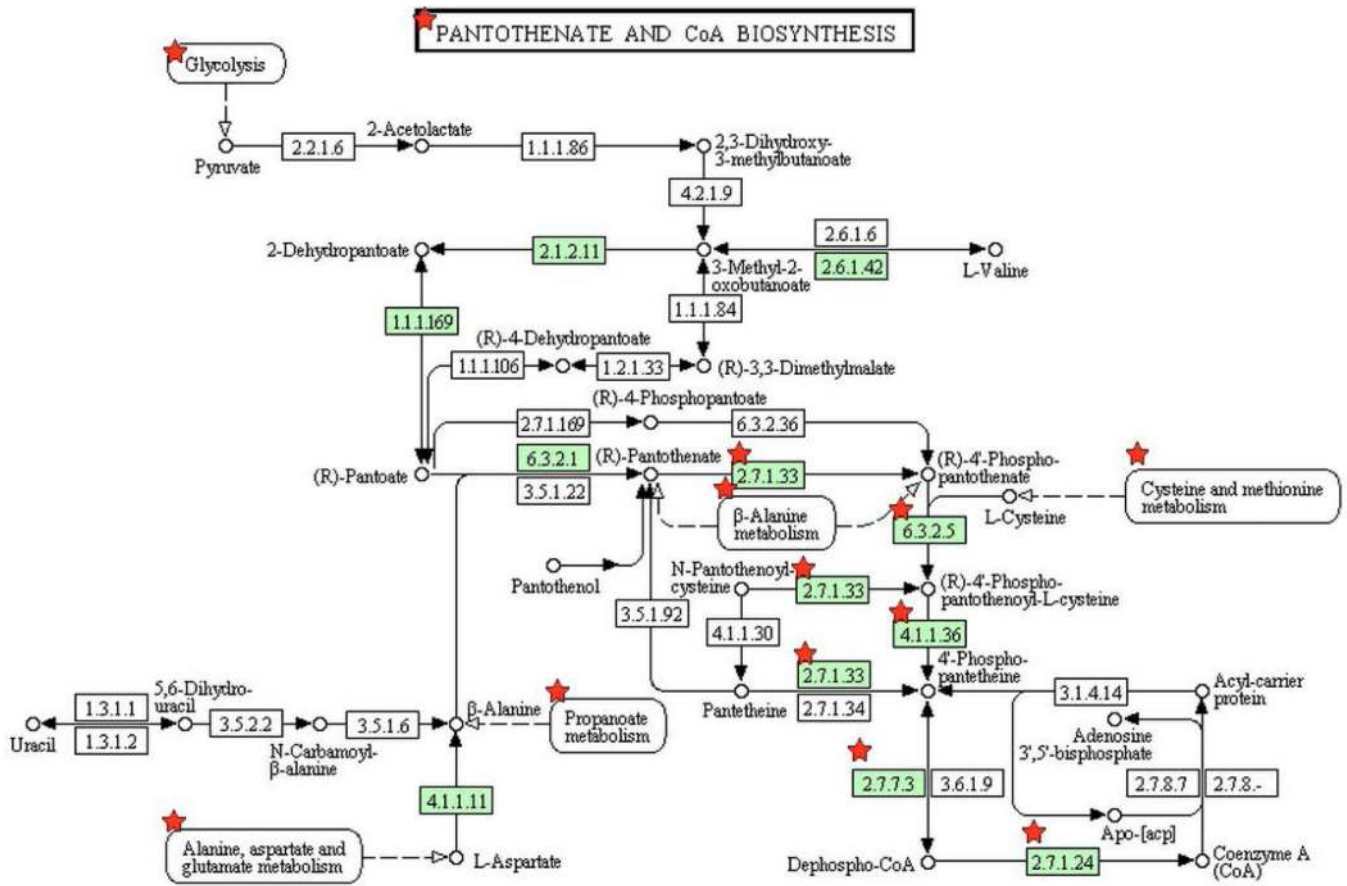 PANTOTHENATE AND CoA BIOSYNTHESIS
Glycolysis
2-Acetolactate
2.2.1.6
1.1.1.86
2,3-Dihydroxy-
3-methylbutanoate
Pyruvate
4.2.1.9
2.6.1.6
2-Dehydropantoate
2.1.2.11
3-Methyl-2-
oxobutanoate
2.6.1.42
L-Valine
1.1.1.169
1.1.1.84
(R)-4-Dehydropantoate
1.1.1.106
1.2.1.33
(R)-3,3-Dimethylmalate
(R)-4-Phosphopantoate
2.7.1.169
6.3.2.36
(R)-Pantoate
6.3.2.1
3.5.1.22
(R)-Pantothenate
2.7.1.33
(R)-4'-Phospho-
pantothenate
Cysteine and methionine
metabolism
β-Alanine
metabolism
L-Cysteine
6.3.2.5
Pantothenol
N-Pantothenoyl-
cysteine
2.7.1.33
(R)-4'-Phospho-
pantothenoyl-L-cysteine
3.5.1.92
4.1.1.30
4.1.1.36
4'-Phospho-
pantetheine
2.7.1.33
Pantetheine
2.7.1.34
3.1.4.14
Acyl-carrier
protein
5,6-Dihydro-
uracil
1.3.1.1
1.3.1.2
Uracil
3.5.2.2
N-Carbamoyl-
β-alanine
3.5.1.6
β-Alanine
Propanoate
metabolism
Adenosine
3',5'-bisphosphate
2.7.7.3
3.6.1.9
2.7.8.7
2.7.8.-
4.1.1.11
Apo-[acp]
Alanine, aspartate and
glutamate metabolism
L-Aspartate
Dephospho-CoA
2.7.1.24
Coenzyme A
(CoA)